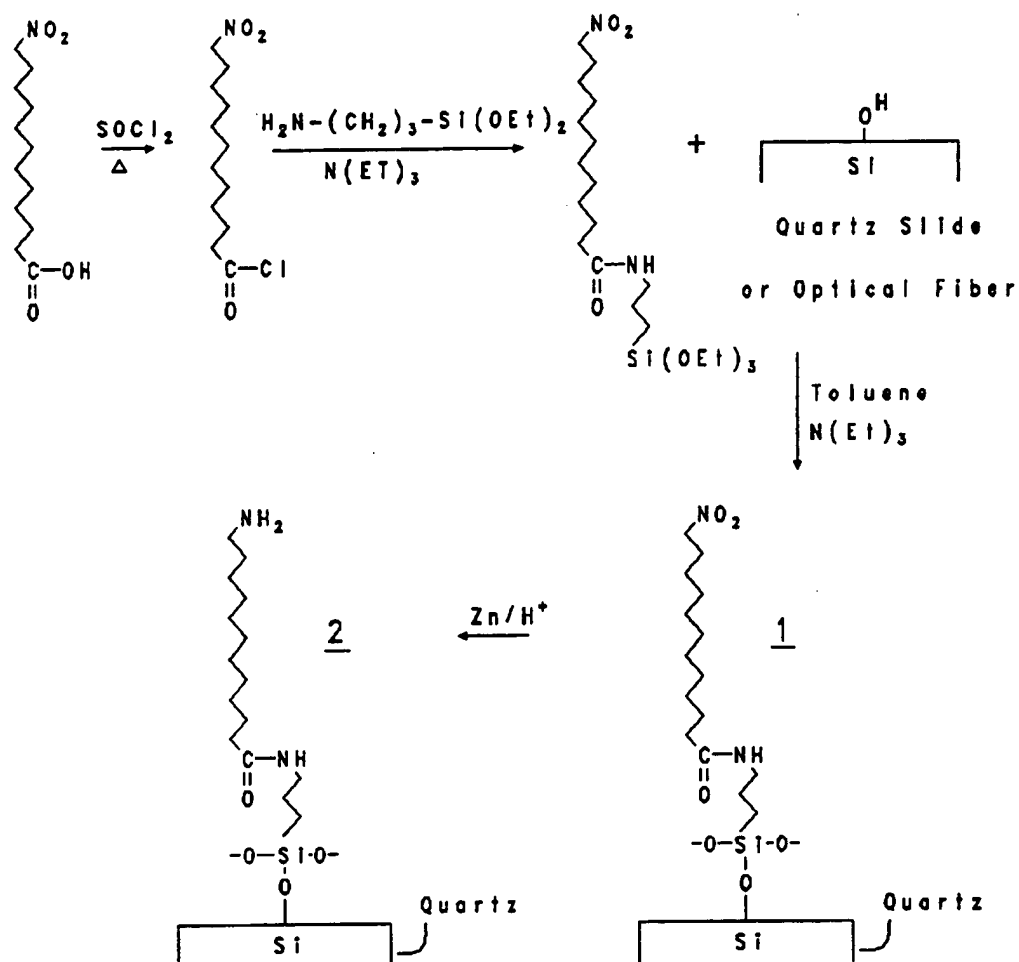 NO₂
NO₂
NO₂
SOCl₂
Δ
H₂N-(CH₂)₃-Si(OEt)₂
N(ET)₃
+
OH
Si
Quartz Slide
or Optical Fiber
C-OH
O
C-Cl
O
C-NH
O
Si(OEt)₃
Toluene
N(Et)₃
NH₂
NO₂
2
Zn/H⁺
1
C-NH
O
C-NH
O
-O-Si-O-
O
Quartz
Si
-O-Si-O-
O
Quartz
Si